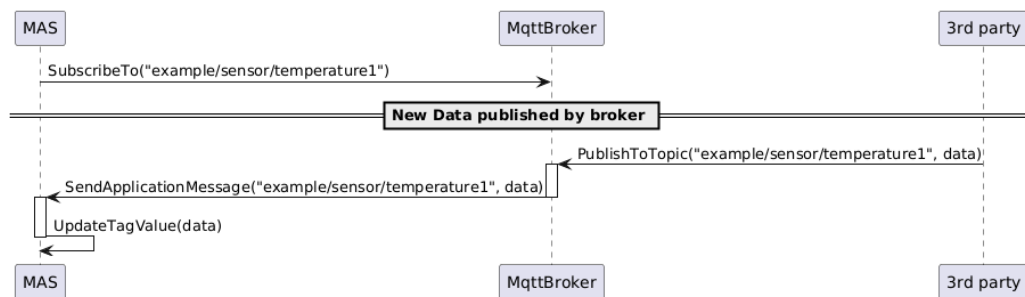 MAS
MqttBroker
3rd party
SubscribeTo("example/sensor/temperature1")
New Data published by broker
PublishToTopic("example/sensor/temperature1", data)
SendApplicationMessage("example/sensor/temperature1", data)
UpdateTagValue(data)
MAS
MqttBroker
3rd party